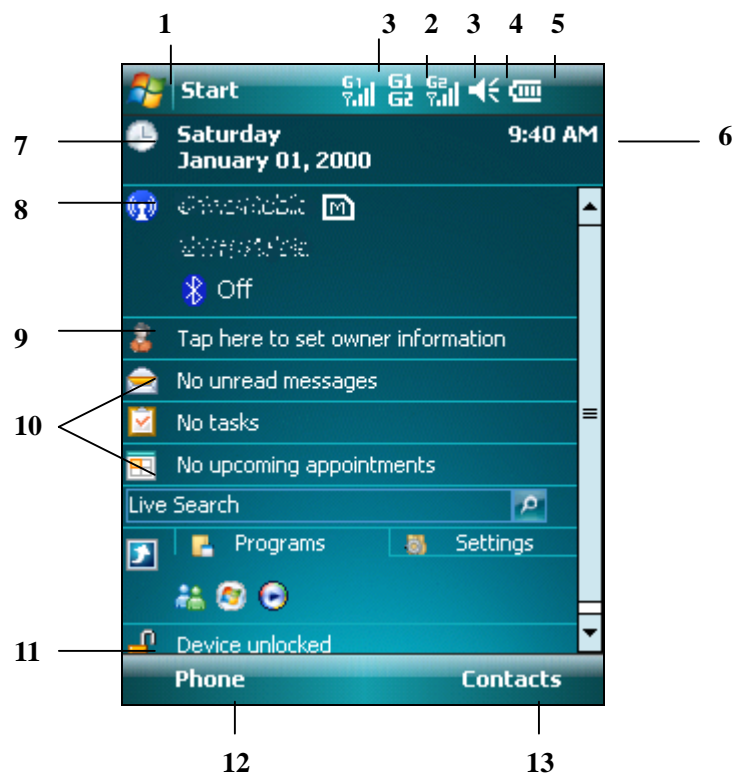 1 3 2 3 4 5
Start G1 G1 G2 G2
7 Saturday 9:40 AM 6
January 01, 2000
8 M
Off
9 Tap here to set owner information
No unread messages
10 No tasks
No upcoming appointments
Live Search
Programs Settings
11 Device unlocked
Phone Contacts
12 13